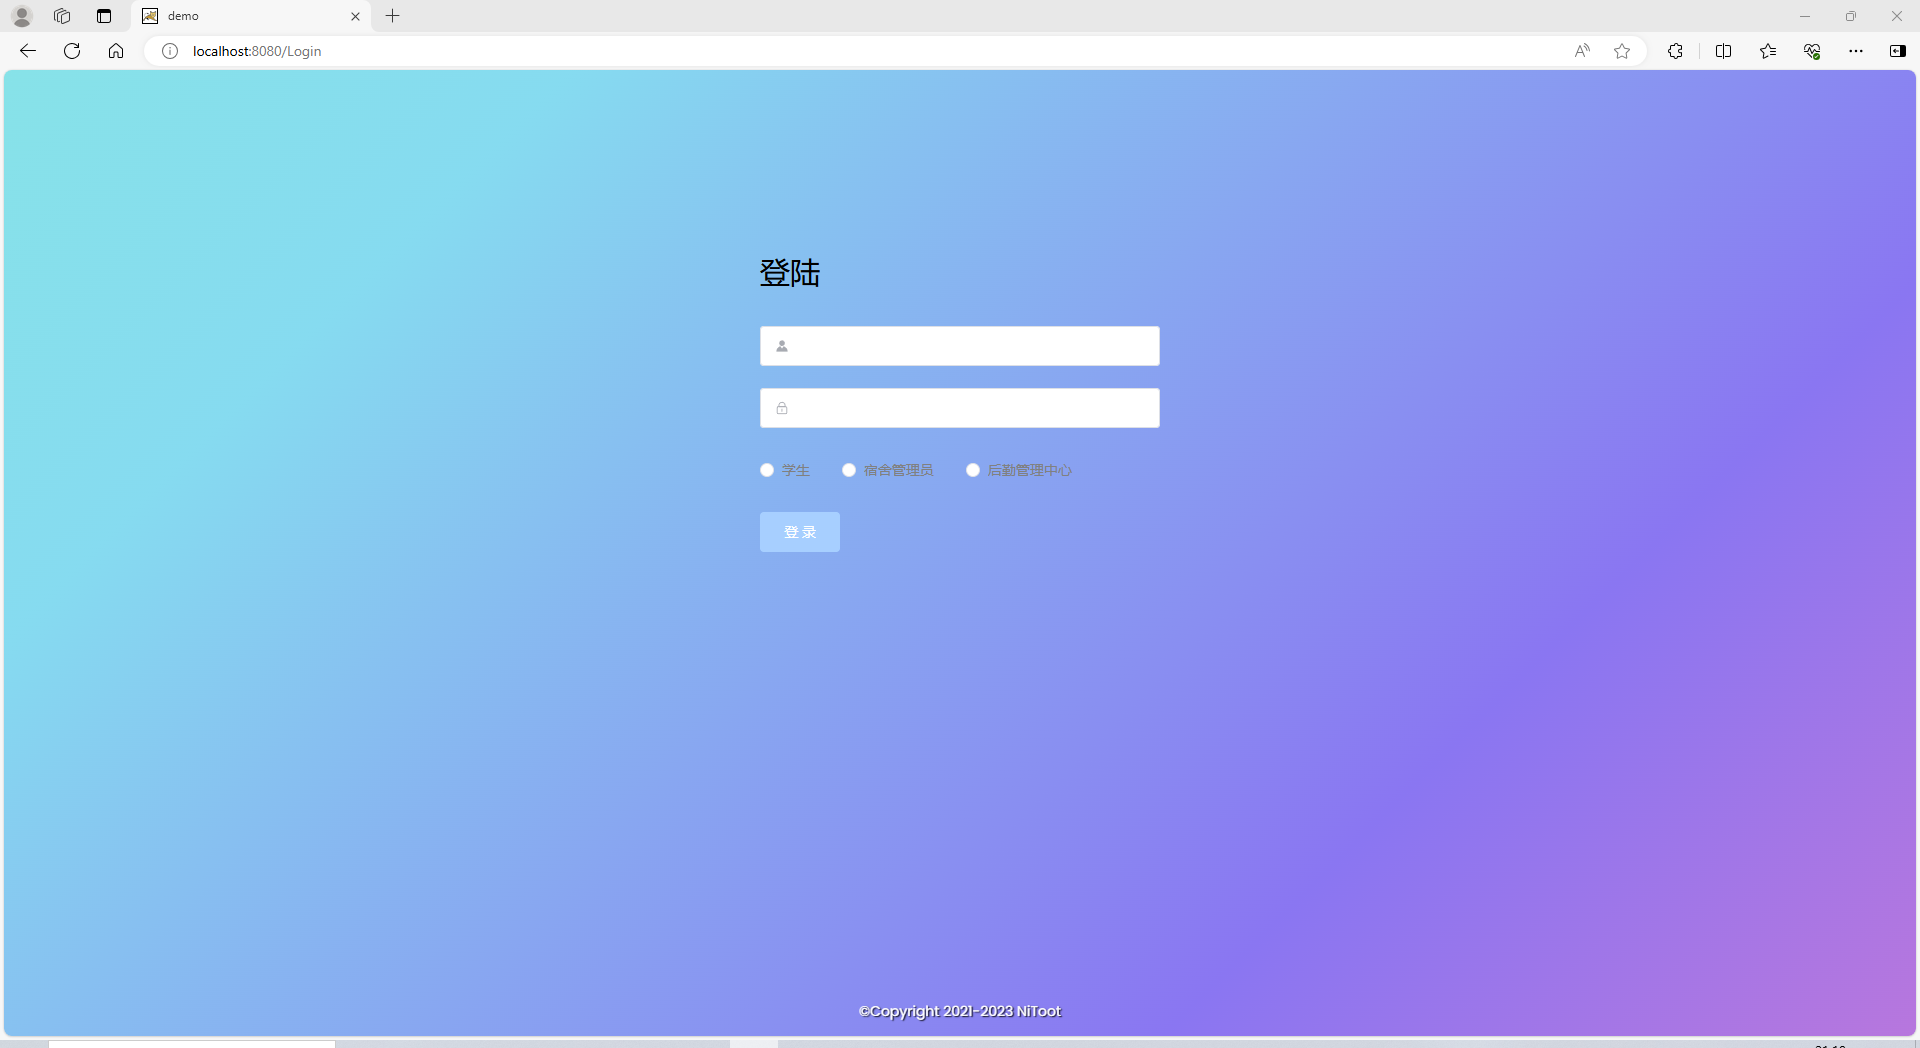 demo
localhost:8080/Login
登陆
学生 宿舍管理员 后勤管理中心
登 录
©Copyright 2021-2023 NiToot